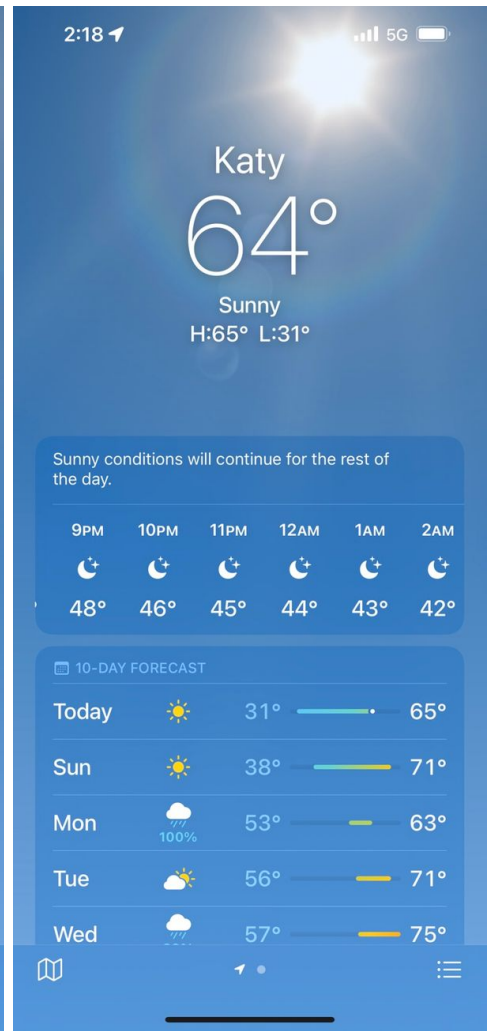 2:18 5G
Katy
64°
Sunny
H:65° L:31°
Sunny conditions will continue for the rest of
the day.
9PM 10PM 11PM 12AM 1AM 2AM
48° 46° 45° 44° 43° 42°
10-DAY FORECAST
Today 31° 65°
Sun 38° 71°
Mon 100% 53° 63°
Tue 56° 71°
Wed 57° 75°